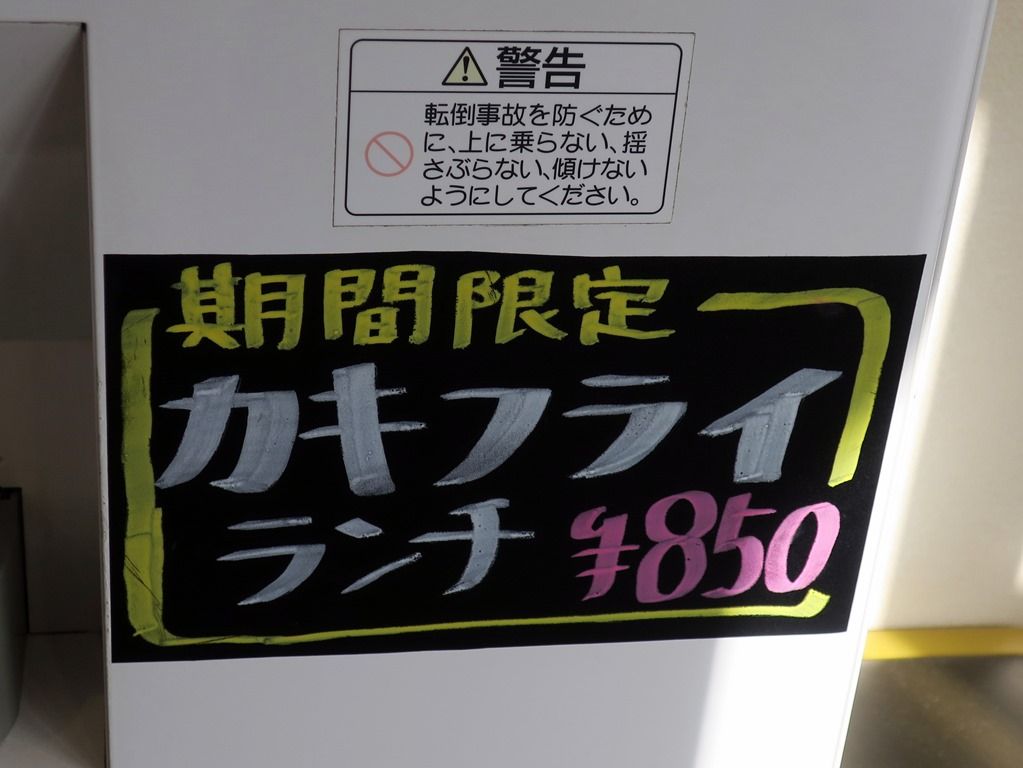 警告
転倒事故を防ぐため
に、上に乗らない、揺
さぶらない、傾けない
ようにしてください。
期間限定
カキフライ
ランチ ¥850